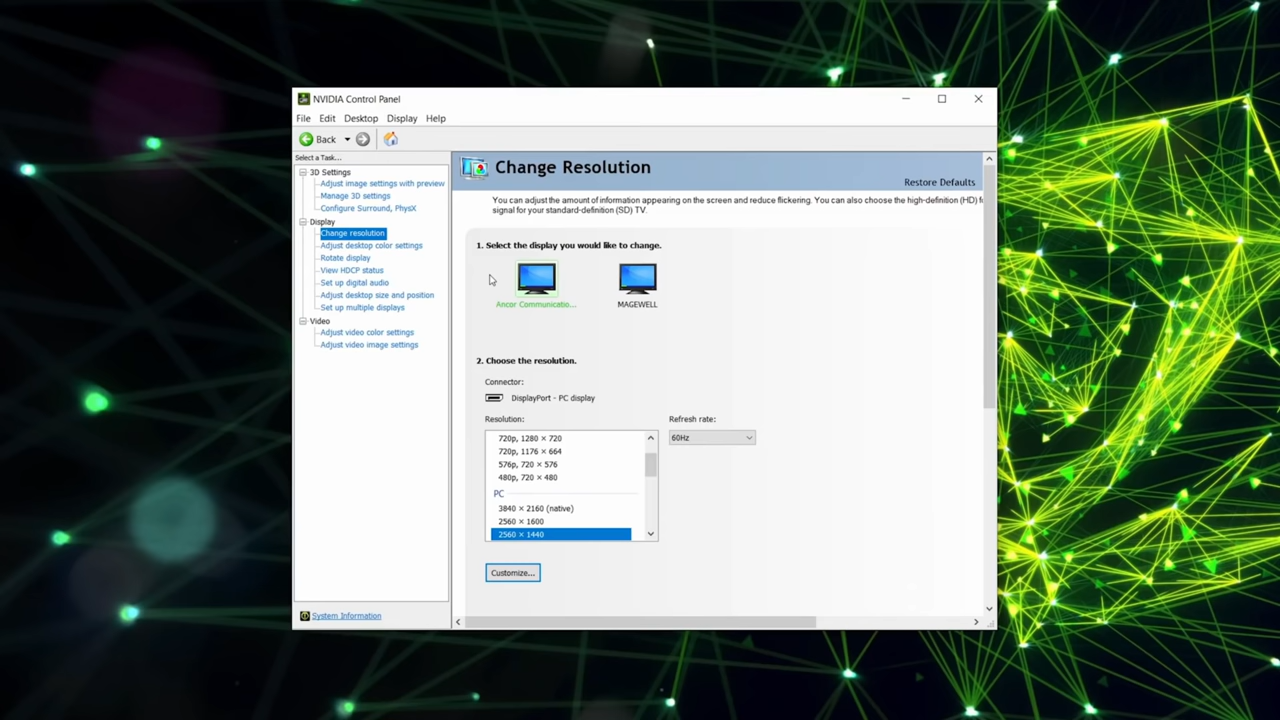 NVIDIA Control Panel
File Edit Desktop Display Help
Back
Select a Task...
3D Settings
Adjust image settings with preview
Manage 3D settings
Configure Surround, PhysX
Display
Change resolution
Adjust desktop color settings
Rotate display
View HDCP status
Set up digital audio
Adjust desktop size and position
Set up multiple displays
Video
Adjust video color settings
Adjust video image settings
System Information
Change Resolution
Restore Defaults
You can adjust the amount of information appearing on the screen and reduce flickering. You can also choose the high-definition (HD) f
signal for your standard-definition (SD) TV.
1. Select the display you would like to change.
Ancor Communicatio...
MAGEWELL
2. Choose the resolution.
Connector:
DisplayPort - PC display
Resolution:
Refresh rate:
720p, 1280 × 720
60Hz
720p, 1176 × 664
576p, 720 × 576
480p, 720 × 480
PC
3840 × 2160 (native)
2560 × 1600
2560 × 1440
Customize...